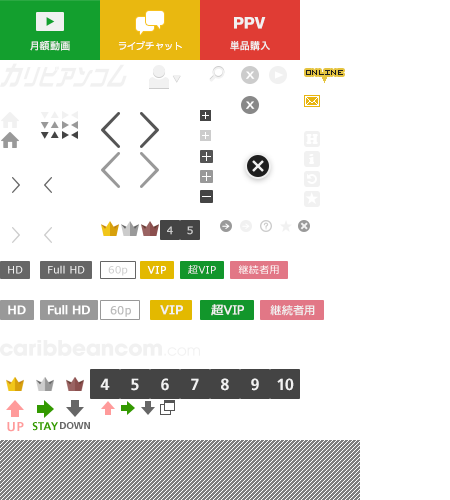 PPV
月額動画 ライブチャット 単品購入
カリビアンコム
ONLINE
4 5
HD Full HD 60p VIP 超VIP 継続者用
HD Full HD 60p VIP 超VIP 継続者用
caribbeancom.com
4 5 6 7 8 9 10
UP STAY DOWN